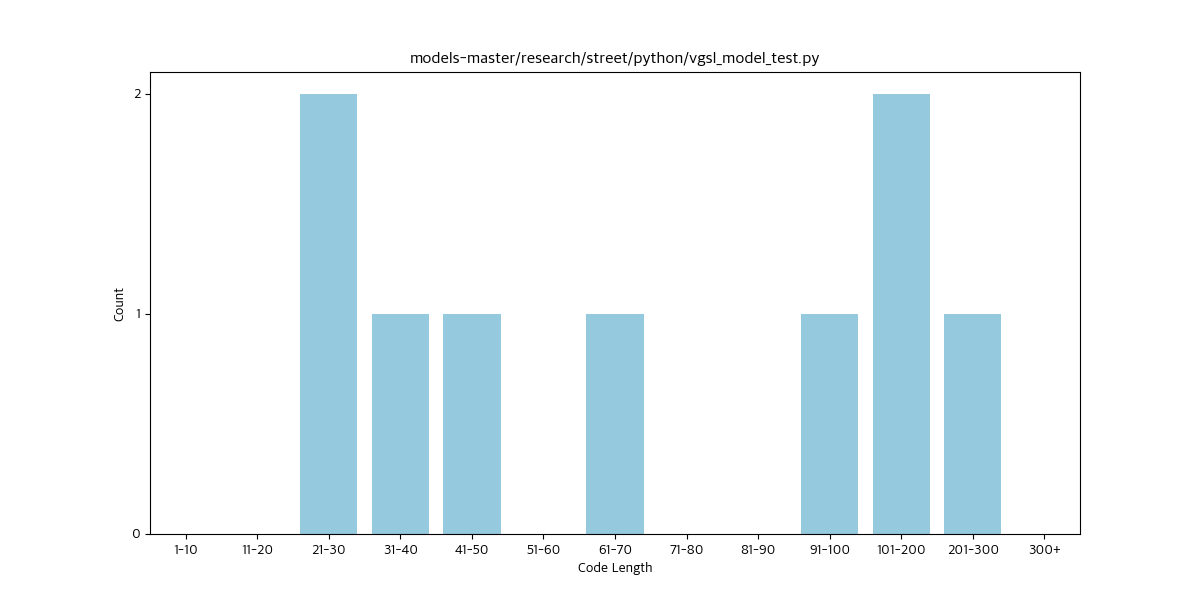 models-master/research/street/python/vgsl_model_test.py
Count
2
1
0
1-10 11-20 21-30 31-40 41-50 51-60 61-70 71-80 81-90 91-100 101-200 201-300 300+
Code Length